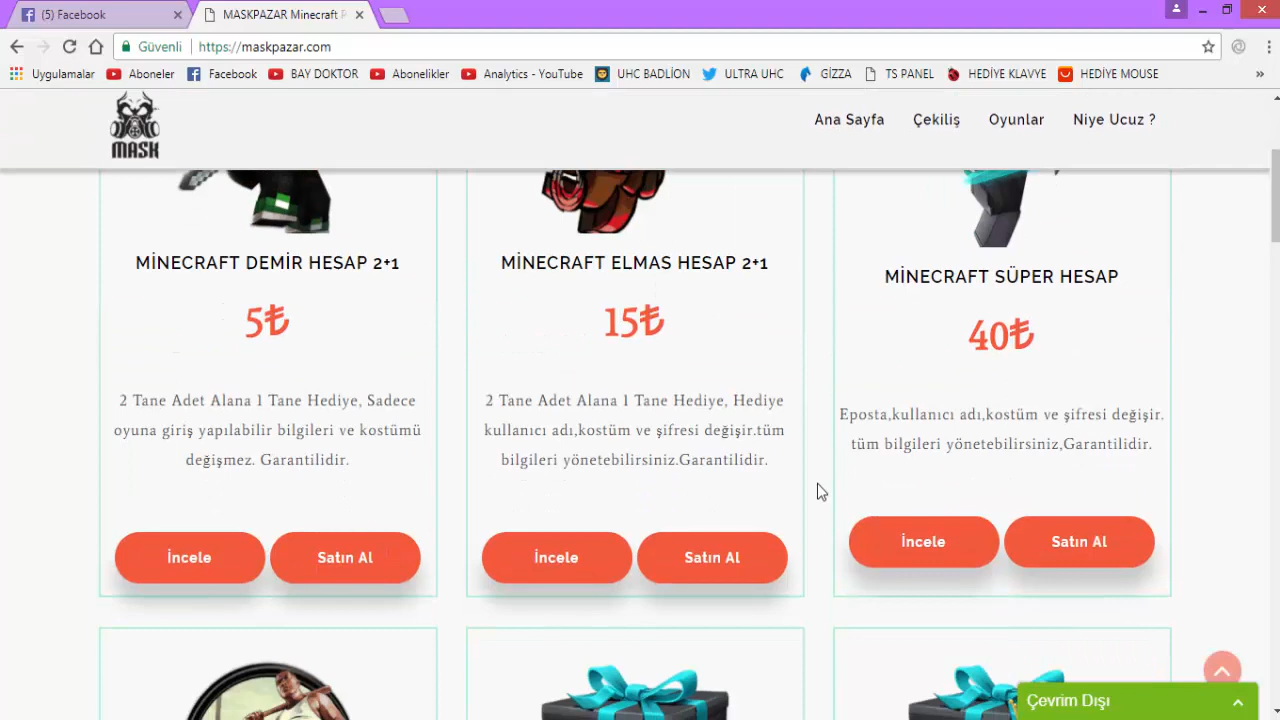 (5) Facebook
MASKPAZAR Minecraft P
Güvenli
https://maskpazar.com
Uygulamalar
Aboneler
Facebook
BAY DOKTOR
Abonelikler
Analytics - YouTube
UHC BADLİON
ULTRA UHC
GİZZA
TS PANEL
HEDİYE KLAVYE
HEDİYE MOUSE
»
MASK
Ana Sayfa
Çekiliş
Oyunlar
Niye Ucuz ?
MİNECRAFT DEMİR HESAP 2+1
5₺
2 Tane Adet Alana 1 Tane Hediye, Sadece
oyuna giriş yapılabilir bilgileri ve kostümü
değişmez. Garantilidir.
İncele
Satın Al
MİNECRAFT ELMAS HESAP 2+1
15₺
2 Tane Adet Alana 1 Tane Hediye, Hediye
kullanıcı adı,kostüm ve şifresi değişir.tüm
bilgileri yönetebilirsiniz.Garantilidir.
İncele
Satın Al
MİNECRAFT SÜPER HESAP
40₺
Eposta,kullanıcı adı,kostüm ve şifresi değişir.
tüm bilgileri yönetebilirsiniz,Garantilidir.
İncele
Satın Al
Çevrim Dışı